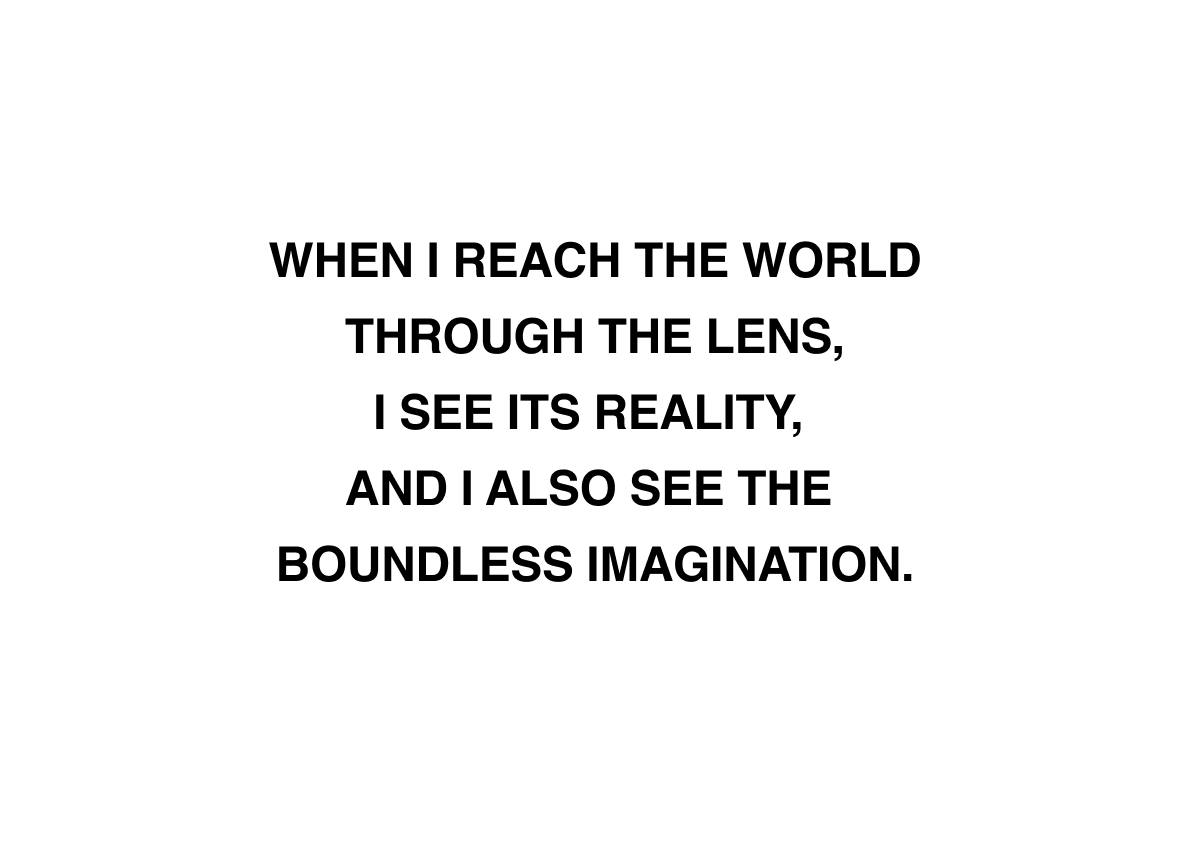 WHEN I REACH THE WORLD
THROUGH THE LENS,
I SEE ITS REALITY,
AND I ALSO SEE THE
BOUNDLESS IMAGINATION.